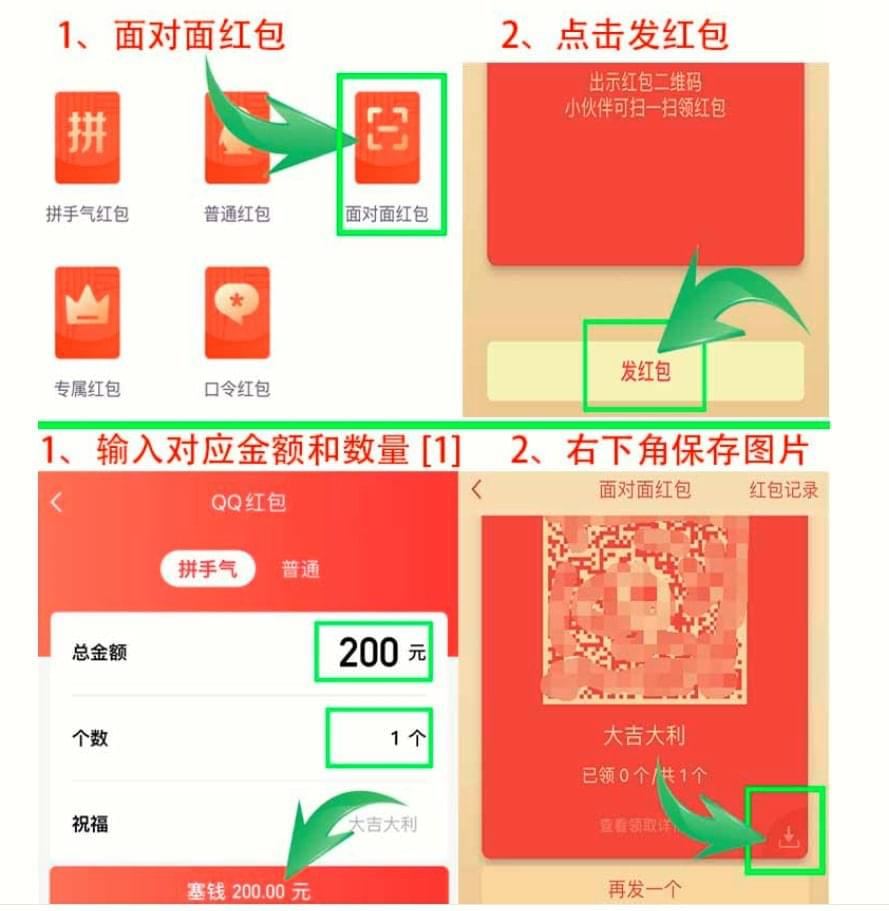 1、面对面红包
拼手气红包
普通红包
面对面红包
专属红包
口令红包
2、点击发红包
出示红包二维码
小伙伴可扫一扫领红包
发红包
1、输入对应金额和数量 [1]
QQ红包
拼手气
普通
总金额
200 元
个数
1 个
祝福
大吉大利
塞钱 200.00 元
2、右下角保存图片
面对面红包
红包记录
大吉大利
已领 0 个/共 1 个
查看领取详
再发一个